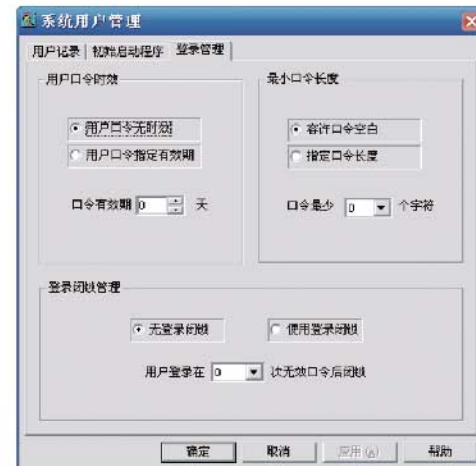 系统用户管理
用户记录 初始启动程序 登录管理
用户口令时效
用户口令无时效
用户口令指定有效期
口令有效期 0 天
最小口令长度
容许口令空白
指定口令长度
口令最少 0 个字符
登录闭锁管理
无登录闭锁
使用登录闭锁
用户登录在 0 次无效口令后闭锁
确定 取消 应用(A) 帮助